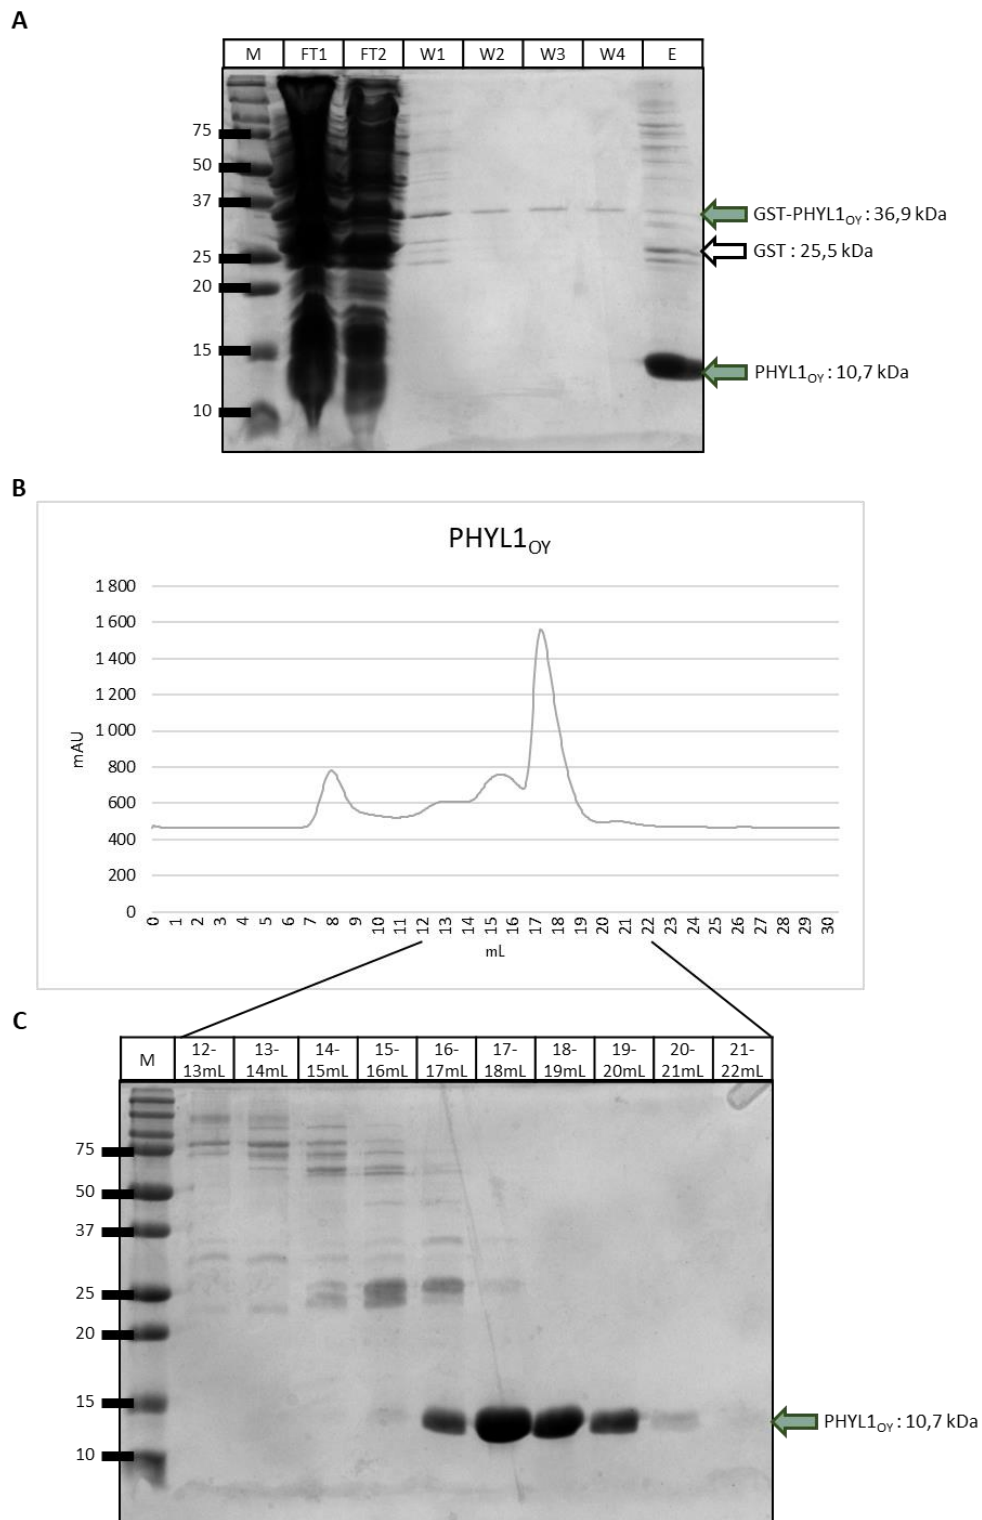 A
M FT1 FT2 W1 W2 W3 W4 E
75
50
37
25
20
15
10
GST-PHYL1OY : 36,9 kDa
GST : 25,5 kDa
PHYL1OY : 10,7 kDa
B
PHYL1OY
1 800
1 600
1 400
1 200
1 000
800
600
400
200
0
mAU
0 1 2 3 4 5 6 7 8 9 10 11 12 13 14 15 16 17 18 19 20 21 22 23 24 25 26 27 28 29 30
mL
C
M 12- 13- 14- 15- 16- 17- 18- 19- 20- 21-
13mL 14mL 15mL 16mL 17mL 18mL 19mL 20mL 21mL 22mL
75
50
37
25
20
15
10
PHYL1OY : 10,7 kDa